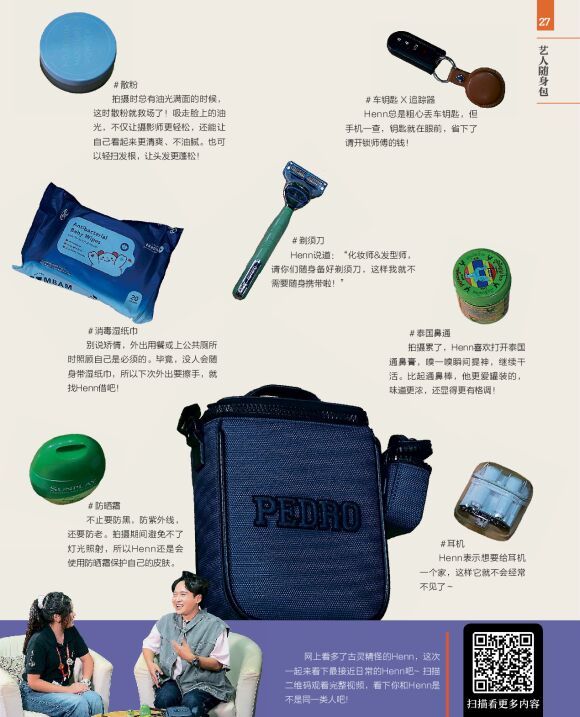 27
艺人随身包
#散粉
拍摄时总有油光满面的时候，
这时散粉就救场了！吸走脸上的油
光，不仅让摄影师更轻松，还能让
自己看起来更清爽、不油腻。也可
以轻扫发根，让头发更蓬松！
#车钥匙 X 追踪器
Henn总是粗心丢车钥匙，但
手机一查，钥匙就在眼前，省下了
请开锁师傅的钱！
Antibacterial
Baby Wipes
20
#剃须刀
Henn说道：“化妆师&发型师，
请你们随身备好剃须刀，这样我就不
需要随身携带啦！”
#消毒湿纸巾
别说矫情，外出用餐或上公共厕所
时照顾自己是必须的。毕竟，没人会随
身带湿纸巾，所以下次外出要擦手，就
找Henn借吧！
#泰国鼻通
拍摄累了，Henn喜欢打开泰国
通鼻膏，嗅一嗅瞬间提神，继续干
活。比起通鼻棒，他更爱罐装的，
味道更浓，还显得更有格调！
SUNPLAY
#防晒霜
不止要防黑，防紫外线，
还要防老。拍摄期间避免不了
灯光照射，所以Henn还是会
使用防晒霜保护自己的皮肤。
PEDRO
#耳机
Henn表示想要给耳机
一个家，这样它就不会经常
不见了~
网上看多了古灵精怪的Henn，这次
一起来看下最接近日常的Henn吧~ 扫描
二维码观看完整视频，看下你和Henn是
不是同一类人吧！
扫描看更多内容